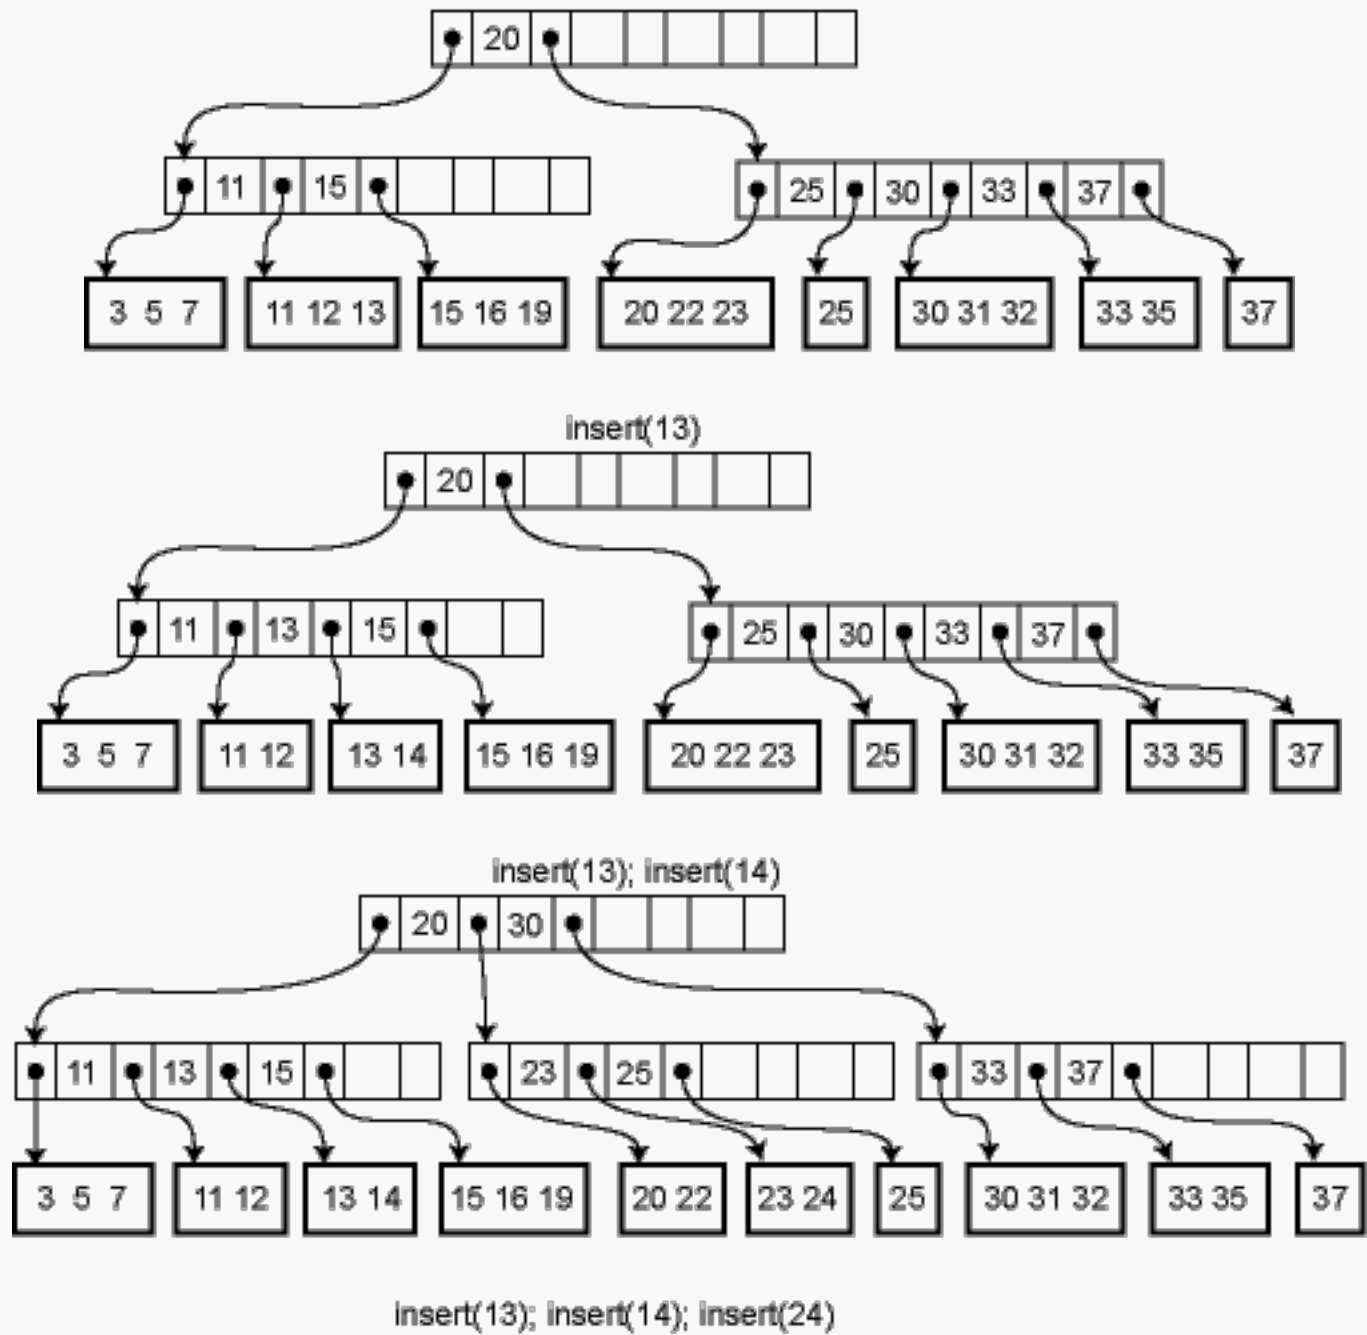 20
11 15
25 30 33 37
3 5 7 11 12 13 15 16 19 20 22 23 25 30 31 32 33 35 37
insert(13)
20
11 13 15
25 30 33 37
3 5 7 11 12 13 14 15 16 19 20 22 23 25 30 31 32 33 35 37
insert(13); insert(14)
20 30
11 13 15 23 25 33 37
3 5 7 11 12 13 14 15 16 19 20 22 23 24 25 30 31 32 33 35 37
insert(13); insert(14); insert(24)